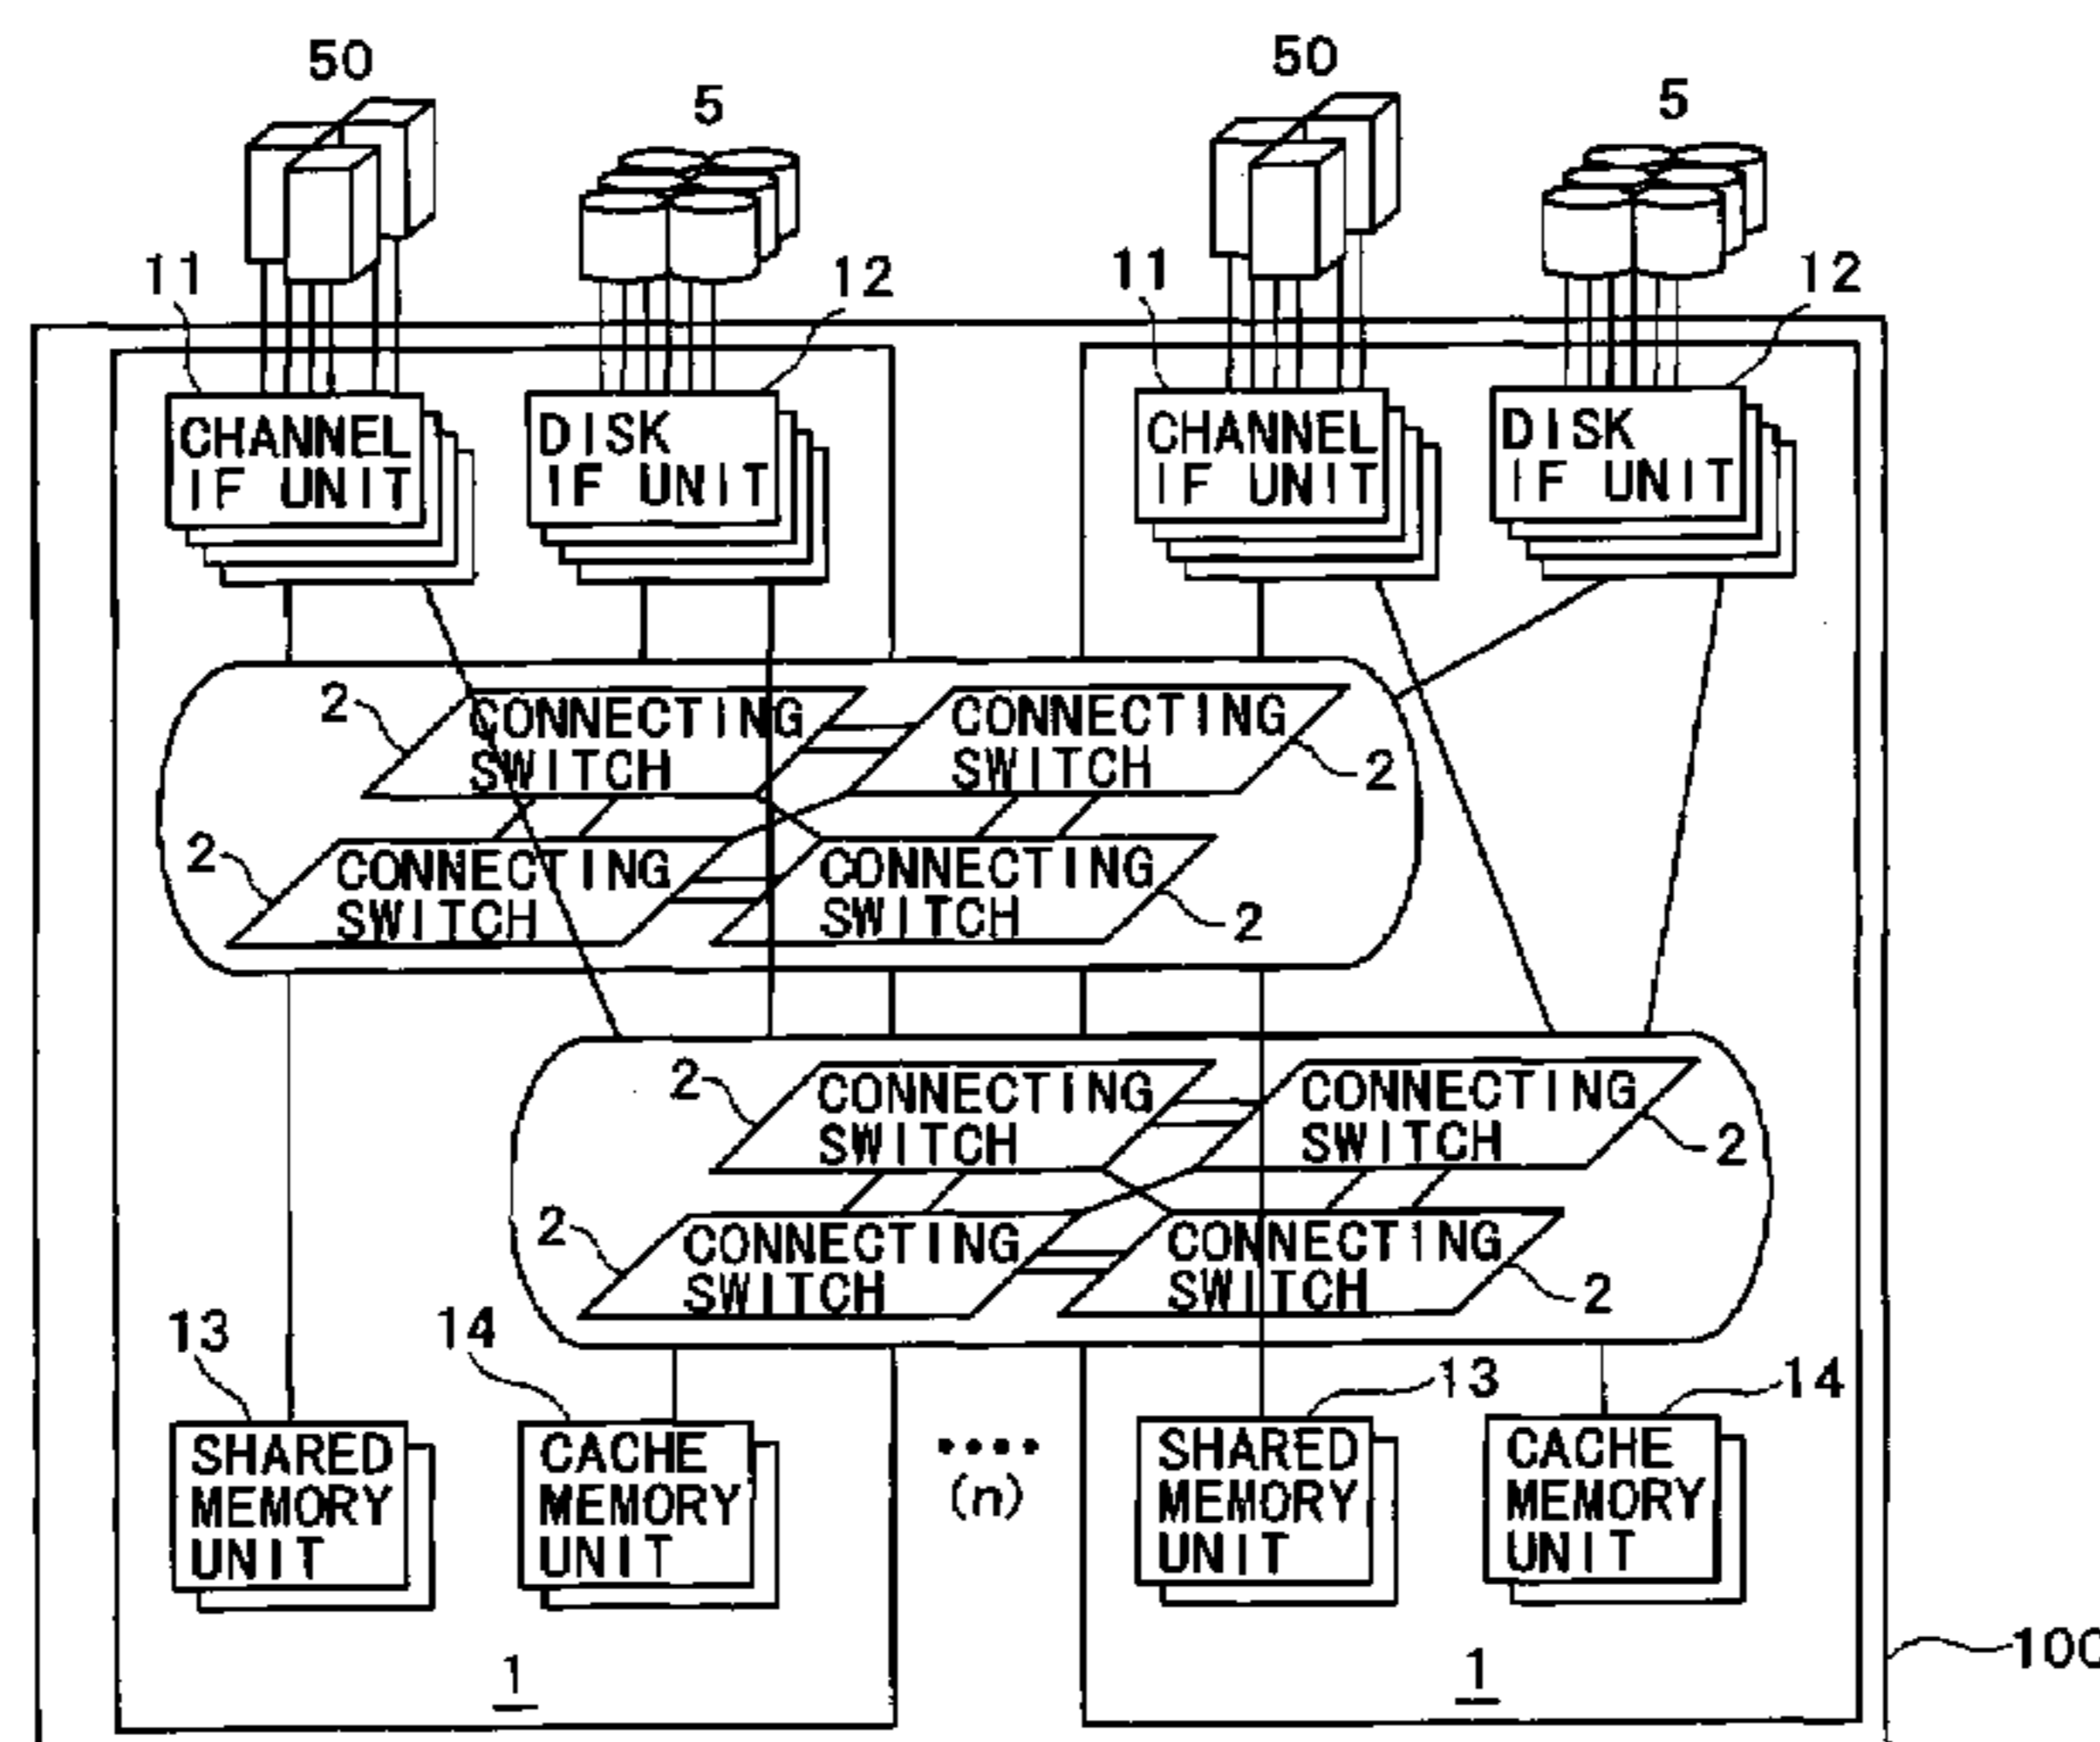 50
5
50
5
11
12
11
12
CHANNEL
IF UNIT
DISK
IF UNIT
CHANNEL
IF UNIT
DISK
IF UNIT
2
CONNECTING
SWITCH
CONNECTING
SWITCH
2
2
CONNECTING
SWITCH
CONNECTING
SWITCH
2
2
CONNECTING
SWITCH
CONNECTING
SWITCH
2
2
CONNECTING
SWITCH
CONNECTING
SWITCH
2
13
14
13
14
SHARED
MEMORY
UNIT
CACHE
MEMORY
UNIT
••••
(n)
SHARED
MEMORY
UNIT
CACHE
MEMORY
UNIT
1
1
100